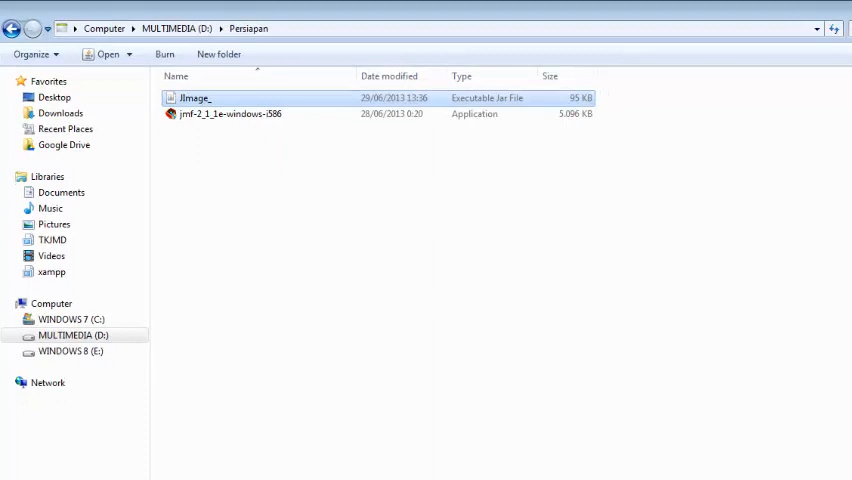 Computer MULTIMEDIA (D:) Persiapan
Organize Open Burn New folder
Name Date modified Type Size
JImage_ 29/06/2013 13:36 Executable Jar File 95 KB
jmf-2_1_1e-windows-i586 28/06/2013 0:20 Application 5.096 KB
Favorites
Desktop
Downloads
Recent Places
Google Drive
Libraries
Documents
Music
Pictures
TKJMD
Videos
xampp
Computer
WINDOWS 7 (C:)
MULTIMEDIA (D:)
WINDOWS 8 (E:)
Network